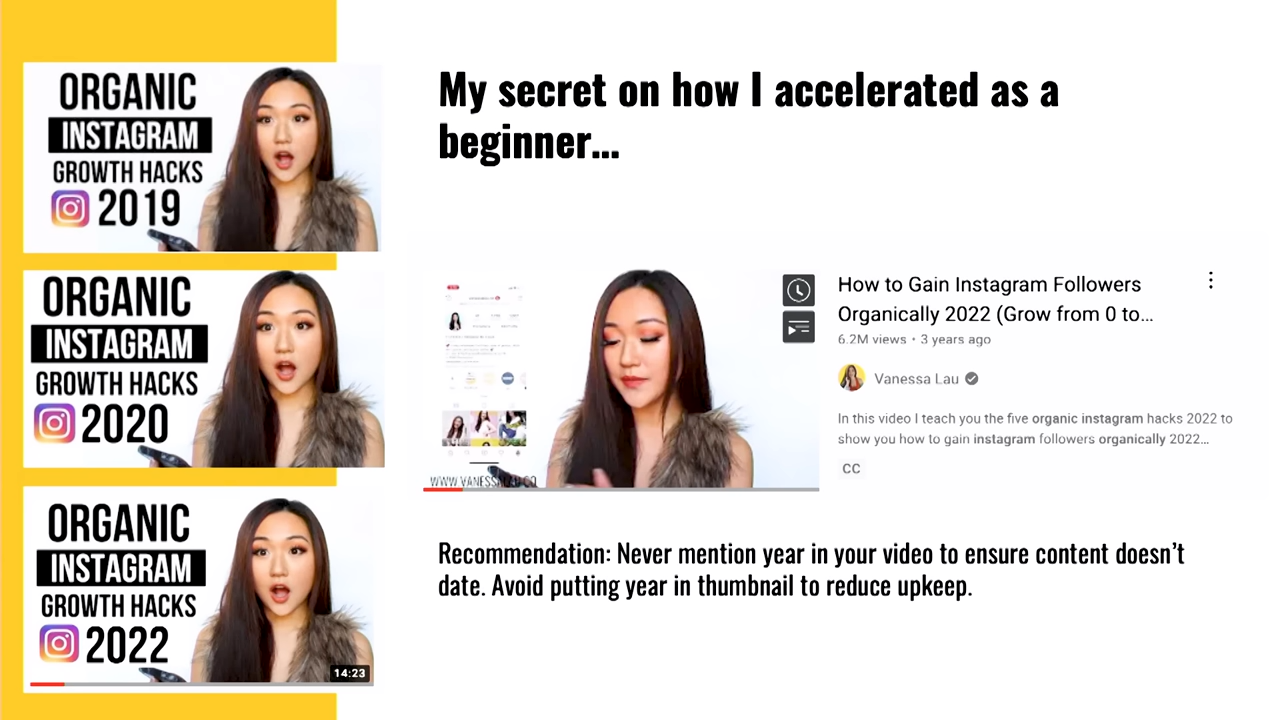 ORGANIC
INSTAGRAM
GROWTH HACKS
2019
ORGANIC
INSTAGRAM
GROWTH HACKS
2020
ORGANIC
INSTAGRAM
GROWTH HACKS
2022
14:23
My secret on how I accelerated as a
beginner...
How to Gain Instagram Followers
Organically 2022 (Grow from 0 to...
6.2M views • 3 years ago
Vanessa Lau
In this video I teach you the five organic instagram hacks 2022 to
show you how to gain instagram followers organically 2022...
CC
Recommendation: Never mention year in your video to ensure content doesn’t
date. Avoid putting year in thumbnail to reduce upkeep.